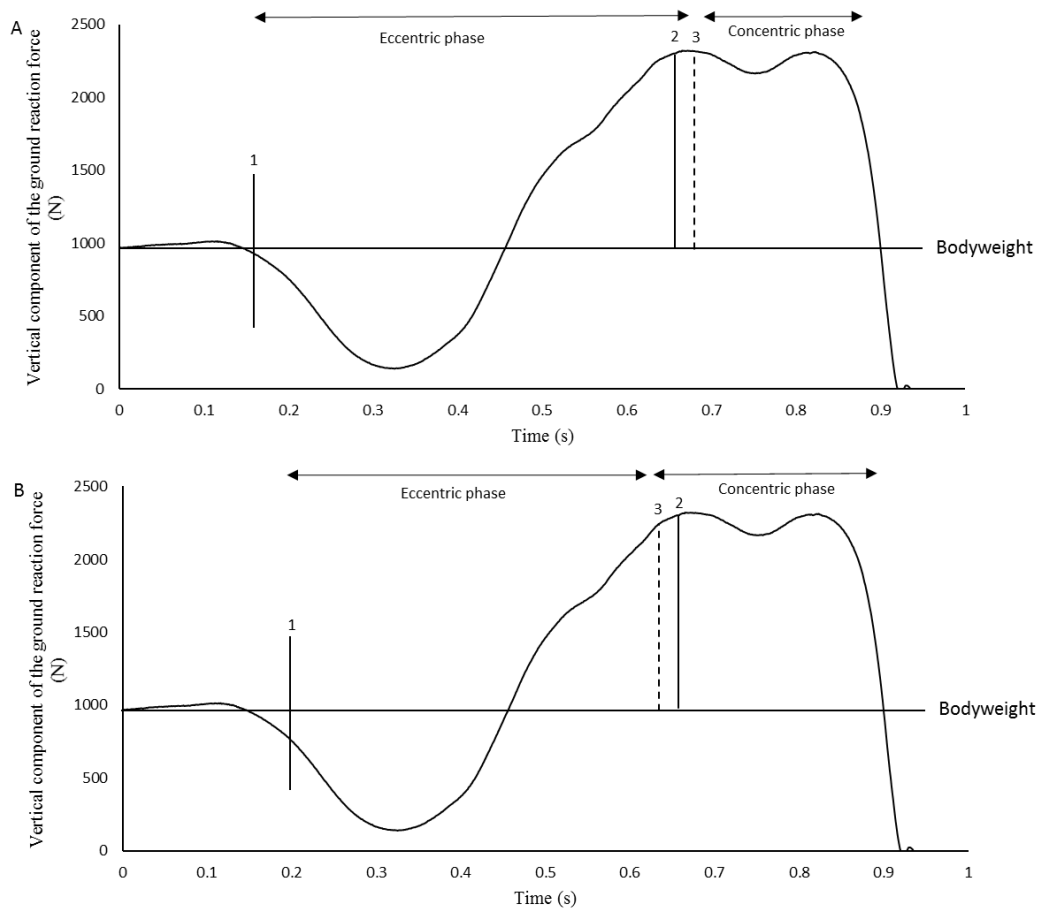 A
Eccentric phase
Concentric phase
2 3
1
Vertical component of the ground reaction force
(N)
2500
2000
1500
1000
500
0
Bodyweight
0 0.1 0.2 0.3 0.4 0.5 0.6 0.7 0.8 0.9 1
Time (s)
B
Eccentric phase
Concentric phase
3 2
1
Vertical component of the ground reaction force
(N)
2500
2000
1500
1000
500
0
Bodyweight
0 0.1 0.2 0.3 0.4 0.5 0.6 0.7 0.8 0.9 1
Time (s)